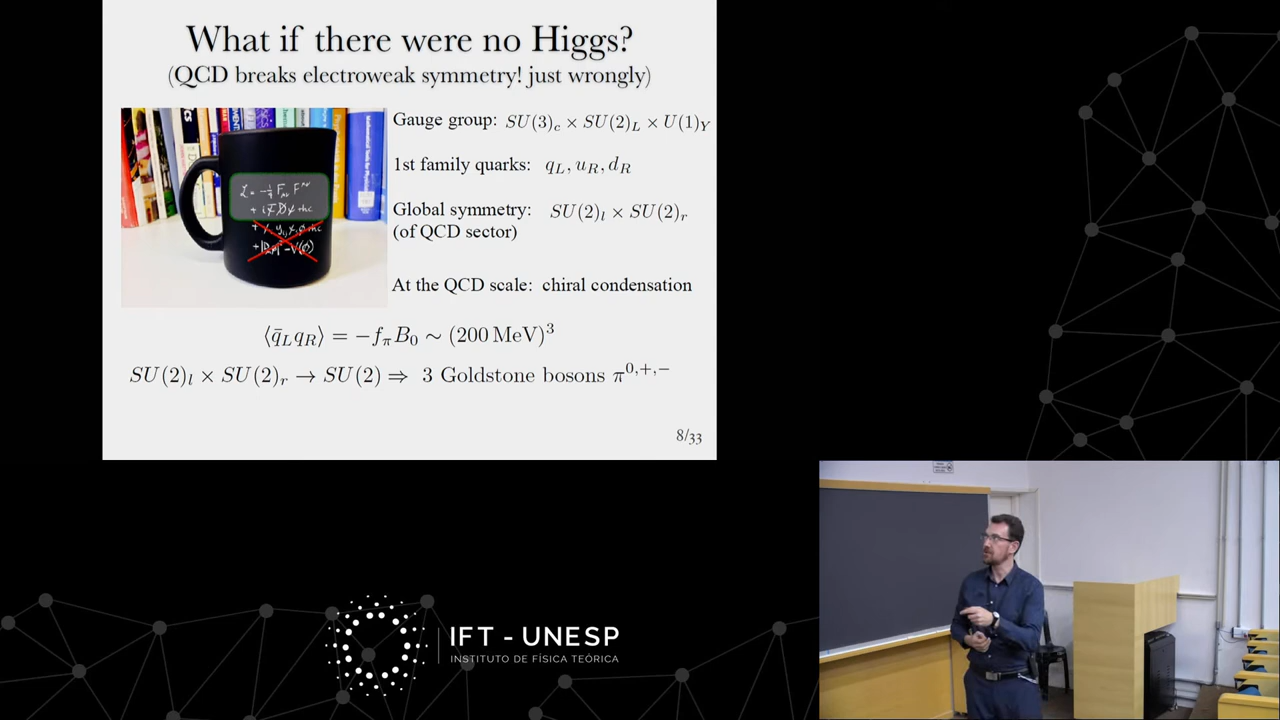 What if there were no Higgs?
(QCD breaks electroweak symmetry! just wrongly)
Gauge group: SU(3)_c × SU(2)_L × U(1)_Y
1st family quarks: q_L, u_R, d_R
Global symmetry: SU(2)_l × SU(2)_r
(of QCD sector)
At the QCD scale: chiral condensation
⟨q̄_L q_R⟩ = −f_π B_0 ∼ (200 MeV)^3
SU(2)_l × SU(2)_r → SU(2) ⇒ 3 Goldstone bosons π^{0,+,−}
8/33
IFT - UNESP
INSTITUTO DE FÍSICA TEÓRICA